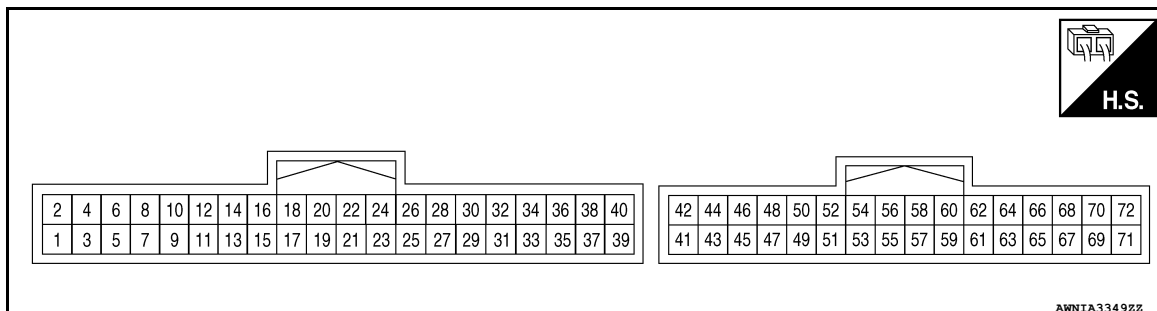 H.S.
2 4 6 8 10 12 14 16 18 20 22 24 26 28 30 32 34 36 38 40
1 3 5 7 9 11 13 15 17 19 21 23 25 27 29 31 33 35 37 39
42 44 46 48 50 52 54 56 58 60 62 64 66 68 70 72
41 43 45 47 49 51 53 55 57 59 61 63 65 67 69 71
AWNIA3349ZZ